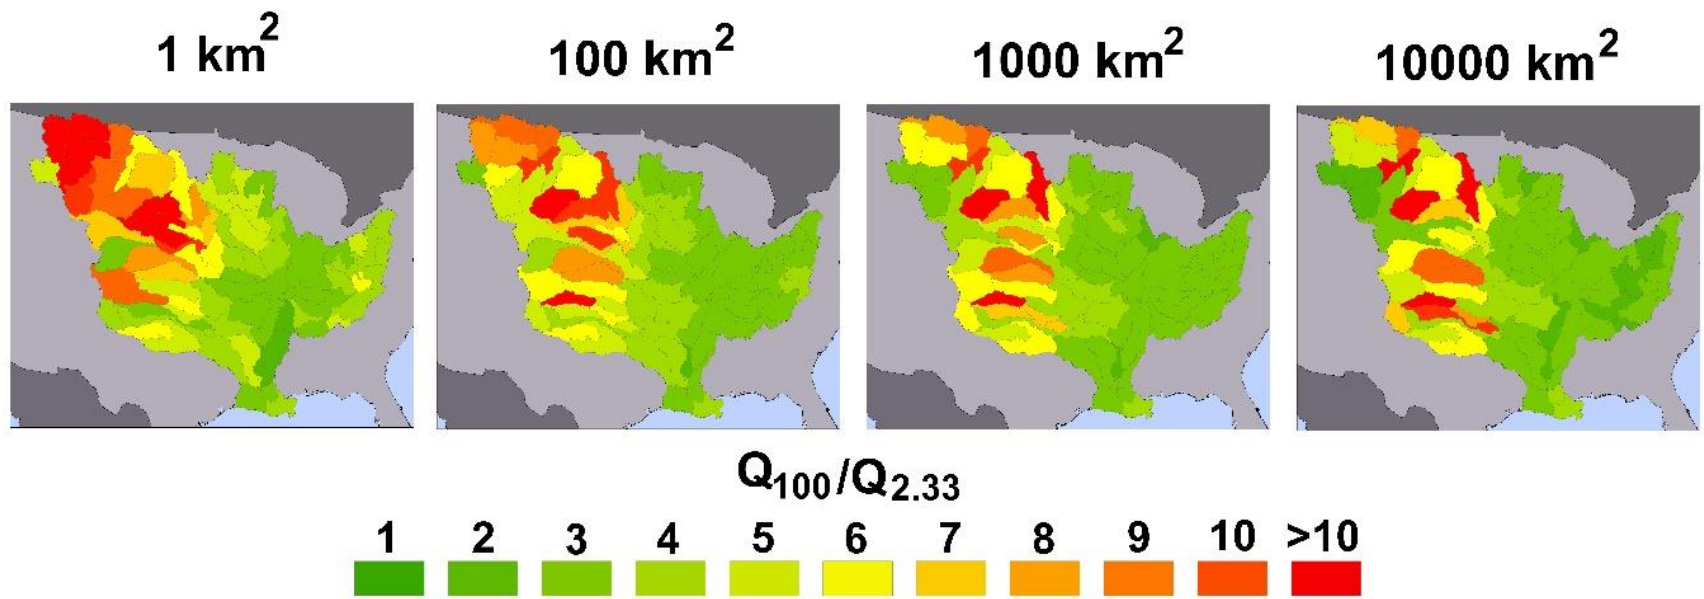 1 km²
100 km²
1000 km²
10000 km²
Q₁₀₀/Q₂.₃₃
1 2 3 4 5 6 7 8 9 10 >10